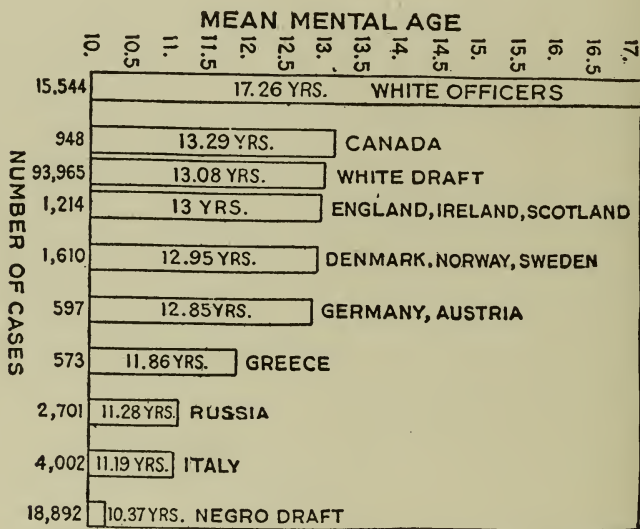 MEAN MENTAL AGE
10. 10.5 11. 11.5 12. 12.5 13. 13.5 14. 14.5 15. 15.5 16. 16.5 17.
NUMBER OF CASES
15,544 17.26 YRS. WHITE OFFICERS
948 13.29 YRS. CANADA
93,965 13.08 YRS. WHITE DRAFT
1,214 13 YRS. ENGLAND, IRELAND, SCOTLAND
1,610 12.95 YRS. DENMARK, NORWAY, SWEDEN
597 12.85 YRS. GERMANY, AUSTRIA
573 11.86 YRS. GREECE
2,701 11.28 YRS. RUSSIA
4,002 11.19 YRS. ITALY
18,892 10.37 YRS. NEGRO DRAFT